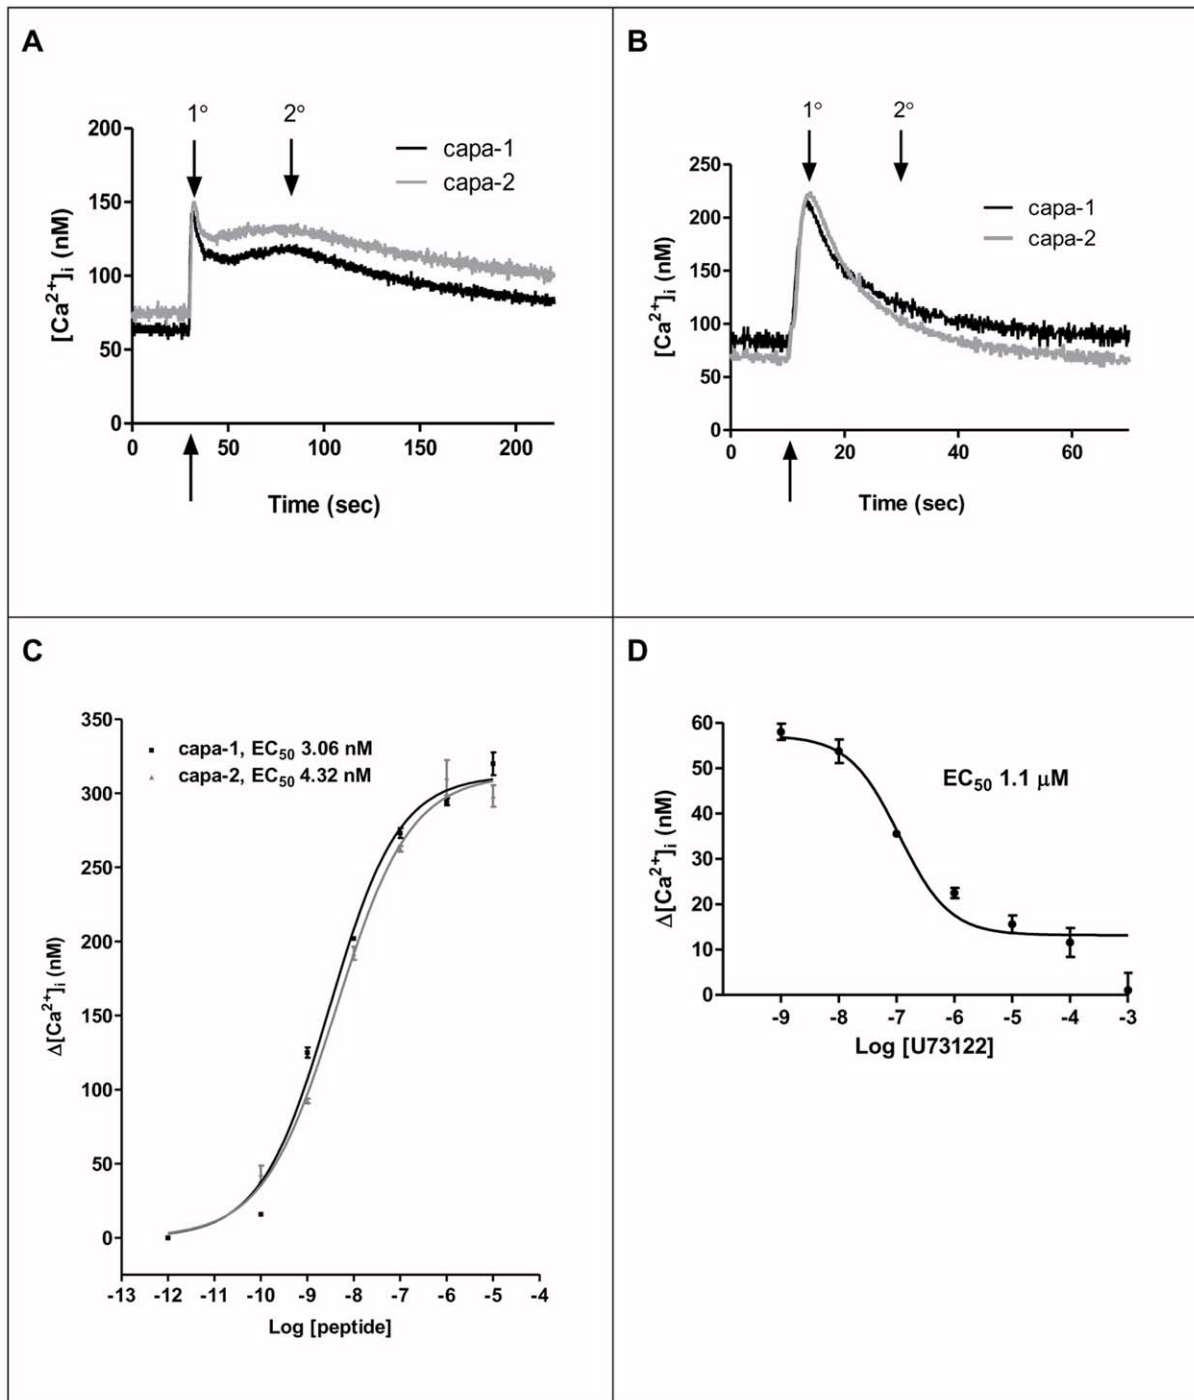 A
1° 2°
200
150
100
50
0
capa-1
capa-2
[Ca²⁺]ᵢ (nM)
0 50 100 150 200
Time (sec)
B
1° 2°
250
200
150
100
50
0
capa-1
capa-2
[Ca²⁺]ᵢ (nM)
0 20 40 60
Time (sec)
C
350
300
250
200
150
100
50
0
capa-1, EC₅₀ 3.06 nM
capa-2, EC₅₀ 4.32 nM
Δ[Ca²⁺]ᵢ (nM)
-13 -12 -11 -10 -9 -8 -7 -6 -5 -4
Log [peptide]
D
60
50
40
30
20
10
0
EC₅₀ 1.1 μM
Δ[Ca²⁺]ᵢ (nM)
-9 -8 -7 -6 -5 -4 -3
Log [U73122]